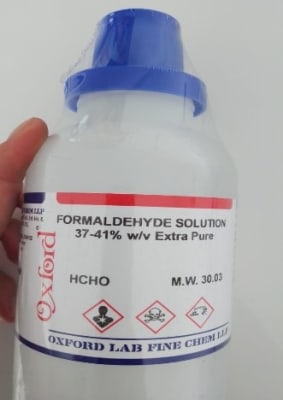 FORMALDEHYDE SOLUTION
37-41% w/v Extra Pure
HCHO M.W. 30.03
Oxford
OXFORD LAB FINE CHEM LLP